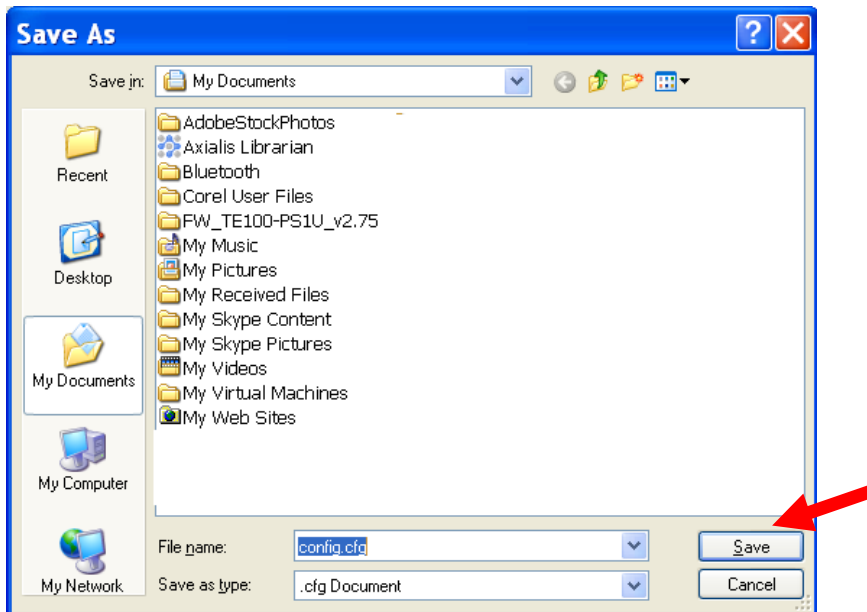 Save As
Save in: My Documents
AdobeStockPhotos
Axialis Librarian
Bluetooth
Corel User Files
FW_TE100-PS1U_v2.75
My Music
My Pictures
My Received Files
My Skype Content
My Skype Pictures
My Videos
My Virtual Machines
My Web Sites
Recent
Desktop
My Documents
My Computer
My Network
File name: config.cfg Save
Save as type: .cfg Document Cancel